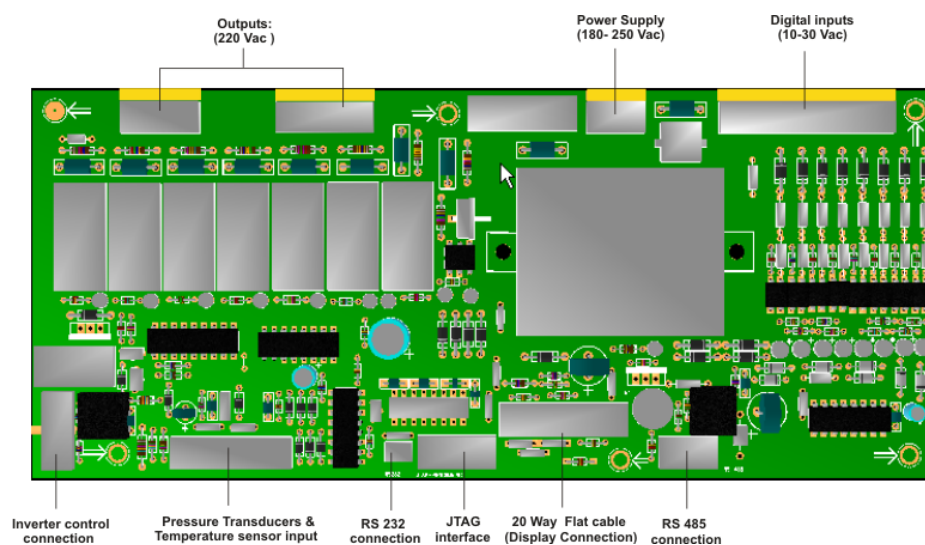 Outputs:
(220 Vac )
Power Supply
(180- 250 Vac)
Digital inputs
(10-30 Vac)
Inverter control
connection
Pressure Transducers &
Temperature sensor input
RS 232
connection
JTAG
interface
20 Way Flat cable
(Display Connection)
RS 485
connection